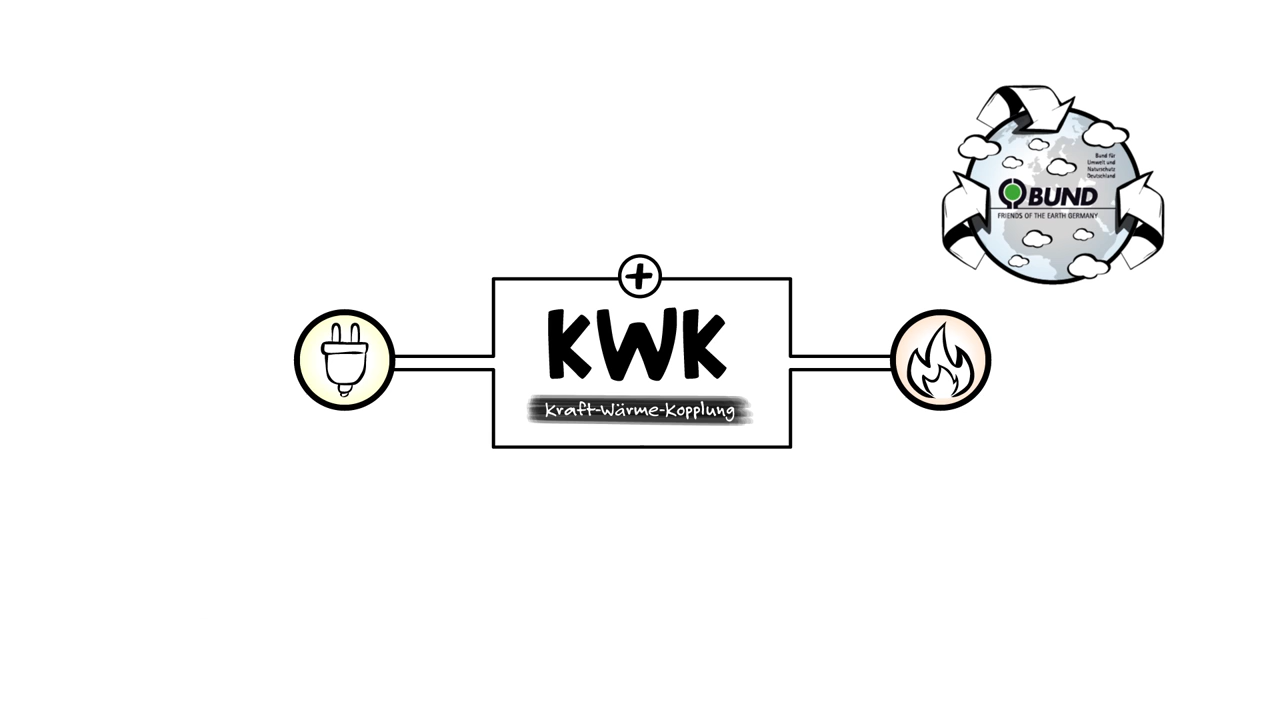 Bund für
Umwelt und
Naturschutz
Deutschland
BUND
FRIENDS OF THE EARTH GERMANY
KWK
Kraft-Wärme-Kopplung